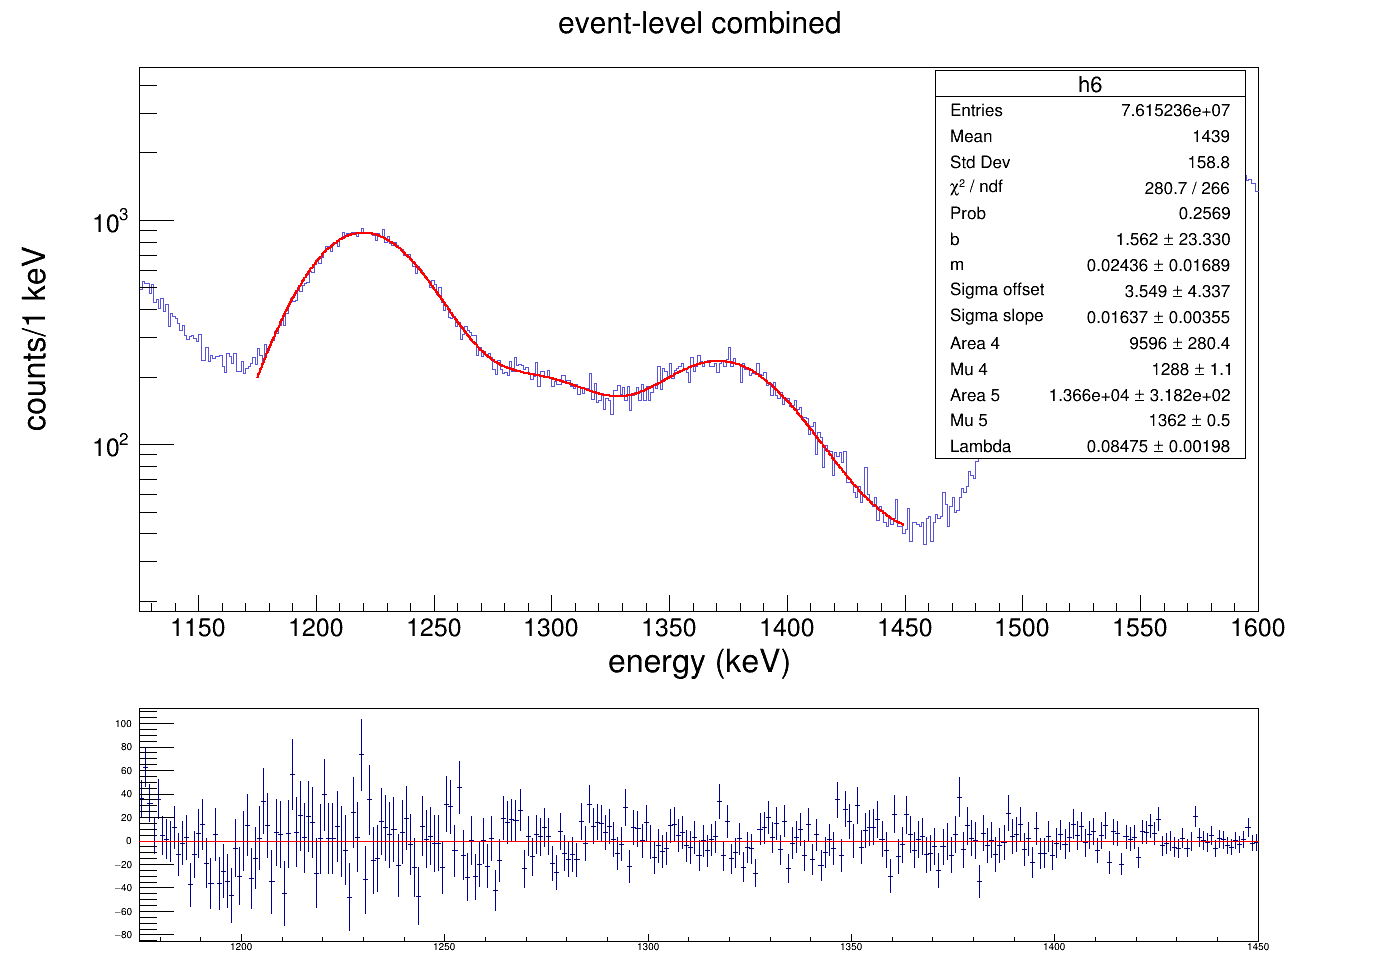 event-level combined
h6
Entries 7.615236e+07
Mean 1439
Std Dev 158.8
χ² / ndf 280.7 / 266
Prob 0.2569
b 1.562 ± 23.330
m 0.02436 ± 0.01689
Sigma offset 3.549 ± 4.337
Sigma slope 0.01637 ± 0.00355
Area 4 9596 ± 280.4
Mu 4 1288 ± 1.1
Area 5 1.366e+04 ± 3.182e+02
Mu 5 1362 ± 0.5
Lambda 0.08475 ± 0.00198
counts/1 keV
10³
10²
1150 1200 1250 1300 1350 1400 1450 1500 1550 1600
energy (keV)
100
80
60
40
20
0
−20
−40
−60
−80
1200 1250 1300 1350 1400 1450